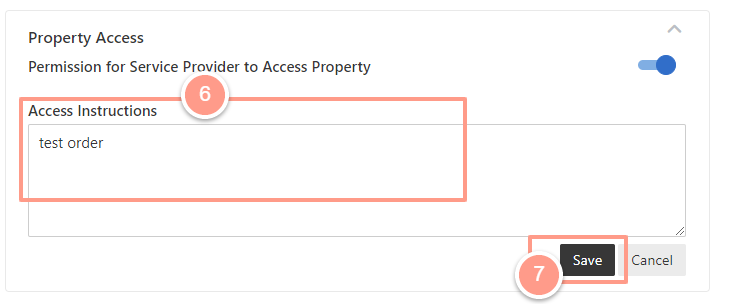 Property Access
Permission for Service Provider to Access Property
6
Access Instructions
test order
7
Save
Cancel